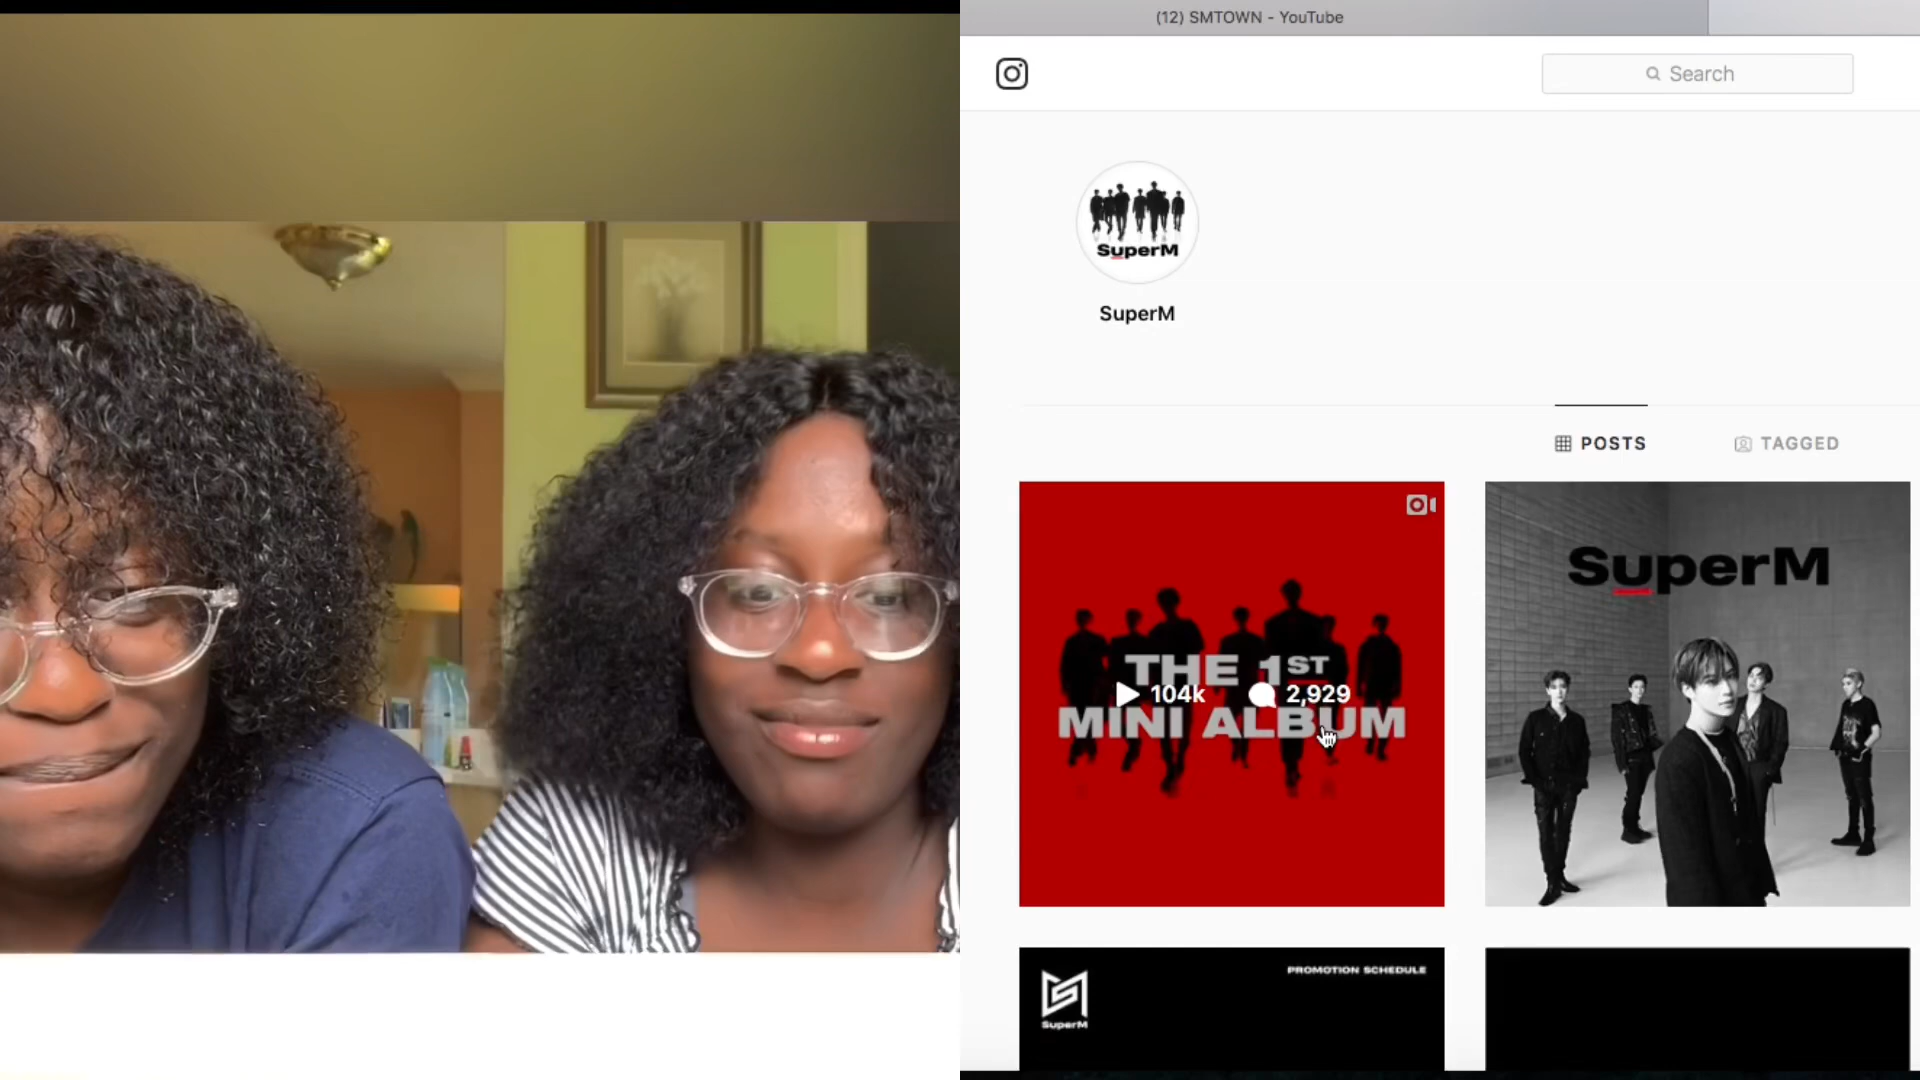 (12) SMTOWN - YouTube
Search
SuperM
SuperM
POSTS
TAGGED
THE 1ST
104k 2,929
MINI ALBUM
SuperM
PROMOTION SCHEDULE
SuperM